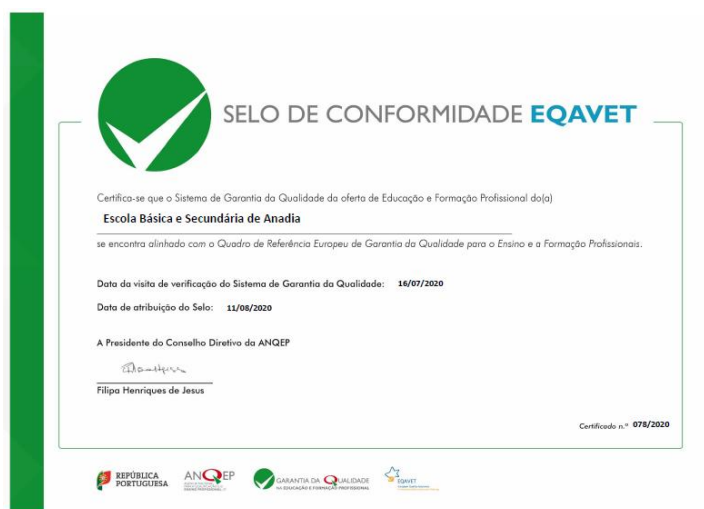 SELO DE CONFORMIDADE EQAVET
Certifica-se que o Sistema de Garantia da Qualidade da oferta de Educação e Formação Profissional do(a)
Escola Básica e Secundária de Anadia
se encontra alinhado com o Quadro de Referência Europeu de Garantia da Qualidade para o Ensino e a Formação Profissionais.
Data da visita de verificação do Sistema de Garantia da Qualidade: 16/07/2020
Data de atribuição do Selo: 11/08/2020
A Presidente do Conselho Diretivo da ANQEP
Filipa Henriques de Jesus
Certificado n.º 078/2020
REPÚBLICA
PORTUGUESA
ANQEP
GARANTIA DA QUALIDADE
NA EDUCAÇÃO E FORMAÇÃO PROFISSIONAL
EQAVET